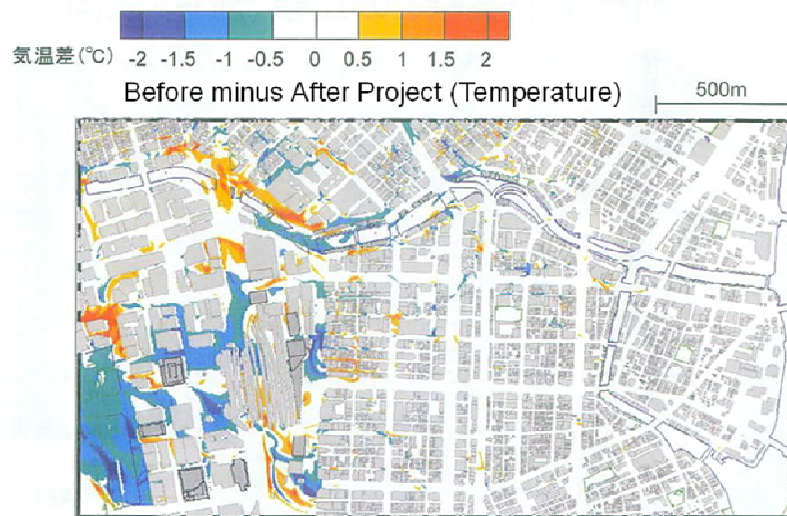 気温差(℃) -2 -1.5 -1 -0.5 0 0.5 1 1.5 2
Before minus After Project (Temperature)
500m